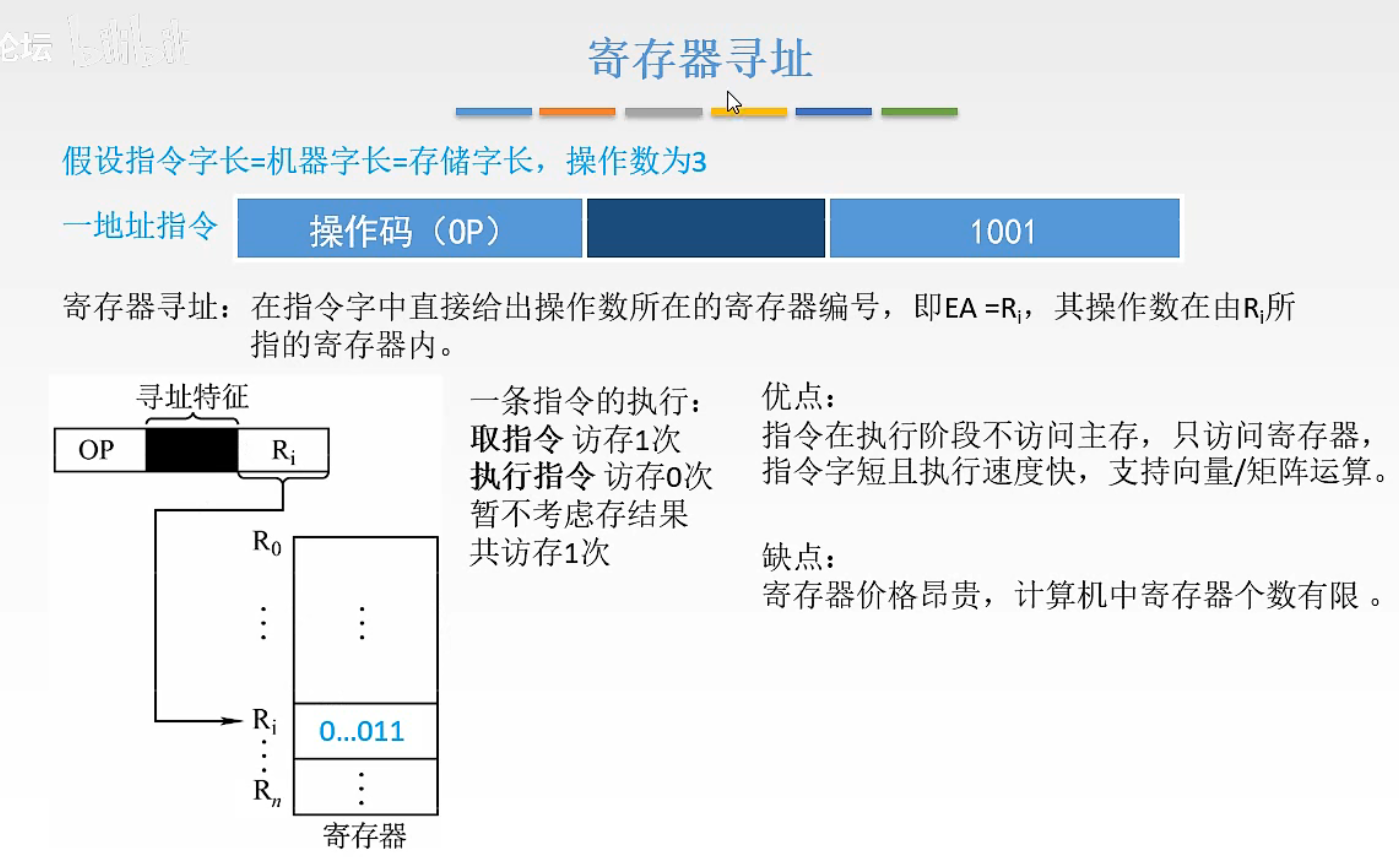 论坛 bilibili
寄存器寻址
假设指令字长=机器字长=存储字长，操作数为3
一地址指令 操作码（OP） 1001
寄存器寻址：在指令字中直接给出操作数所在的寄存器编号，即EA =Ri，其操作数在由Ri所
指的寄存器内。
寻址特征
OP Ri
R0
⋮ ⋮
Ri 0...011
⋮
Rn ⋮
寄存器
一条指令的执行：
取指令 访存1次
执行指令 访存0次
暂不考虑存结果
共访存1次
优点：
指令在执行阶段不访问主存，只访问寄存器，
指令字短且执行速度快，支持向量/矩阵运算。
缺点：
寄存器价格昂贵，计算机中寄存器个数有限 。